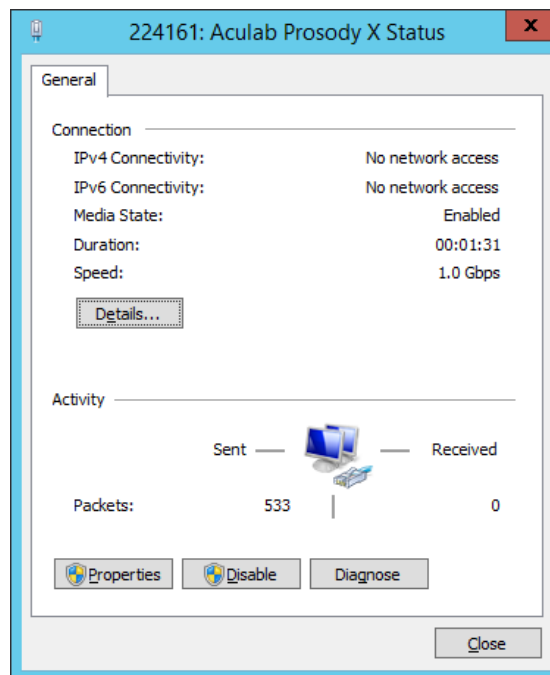 224161: Aculab Prosody X Status
x
General
Connection
IPv4 Connectivity: No network access
IPv6 Connectivity: No network access
Media State: Enabled
Duration: 00:01:31
Speed: 1.0 Gbps
Details...
Activity
Sent Received
Packets: 533 0
Properties Disable Diagnose
Close